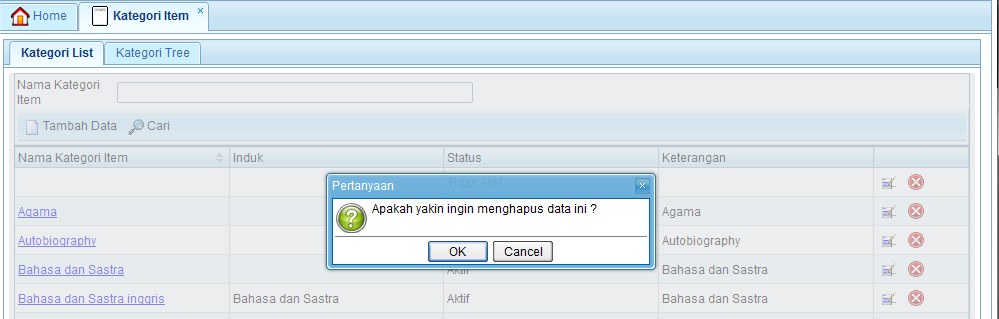 Home
Kategori Item
Kategori List
Kategori Tree
Nama Kategori
Item
Tambah Data
Cari
Nama Kategori Item
Induk
Status
Keterangan
Tidak Aktif
Pertanyaan
Apakah yakin ingin menghapus data ini ?
OK
Cancel
Agama
Agama
Autobiography
Autobiography
Bahasa dan Sastra
Aktif
Bahasa dan Sastra
Bahasa dan Sastra inggris
Bahasa dan Sastra
Aktif
Bahasa dan Sastra